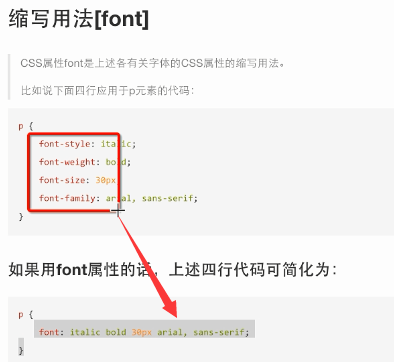 缩写用法[font]
CSS属性font是上述各有关字体的CSS属性的缩写用法。
比如说下面四行应用于p元素的代码：
p {
font-style: italic;
font-weight: bold;
font-size: 30px
font-family: arial, sans-serif;
}
如果用font属性的话，上述四行代码可简化为：
p {
font: italic bold 30px arial, sans-serif;
}